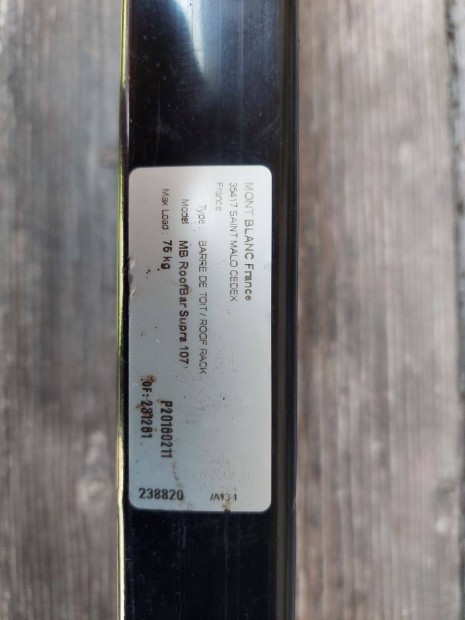 MONT BLANC France
35417 SAINT MALO CEDEX
France
Type BARRE DE TOIT / ROOF RACK
Model MB RoofBar Supra 107
Max Load 75 kg
P20160211
OF: 231261
238820